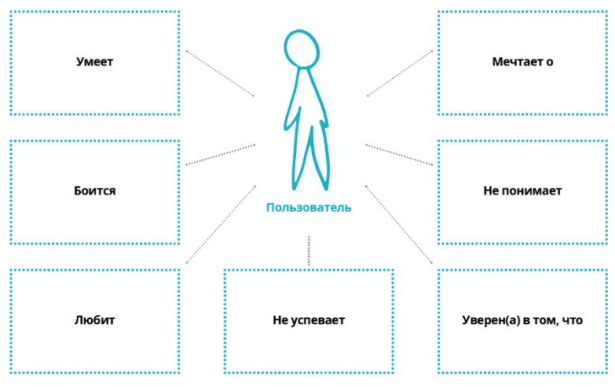 Умеет
Мечтает о
Боится
Не понимает
Пользователь
Любит
Не успевает
Уверен(а) в том, что